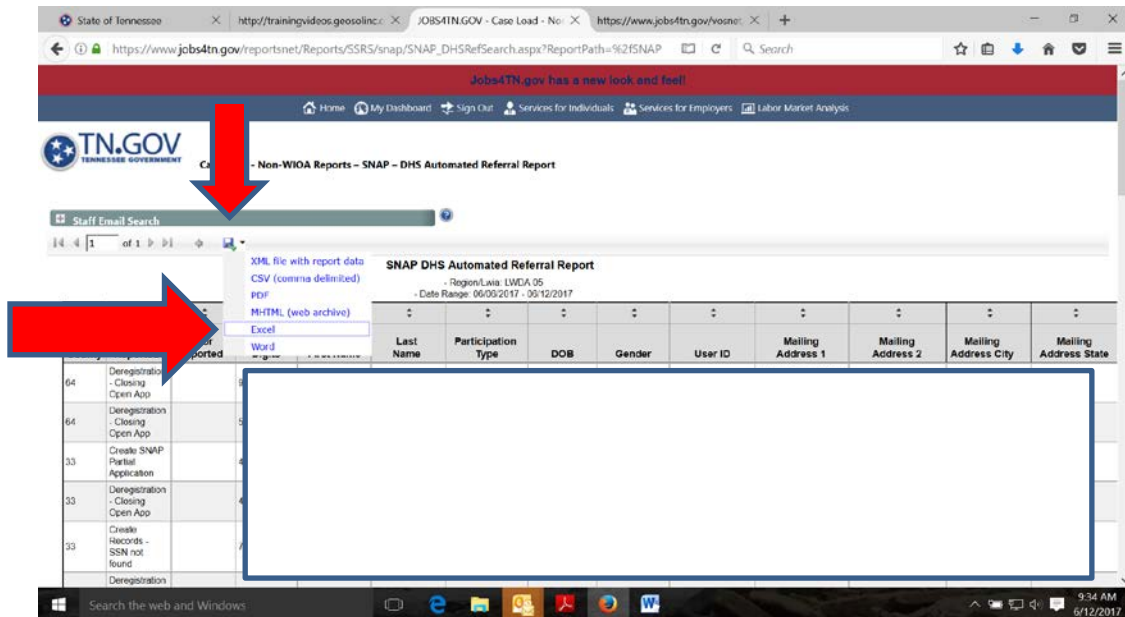 State of Tennessee
http://trainingvideos.geosolinc.c
JOBS4TN.GOV - Case Load - No
https://www.jobs4tn.gov/vosnet
https://www.jobs4tn.gov/reportsnet/Reports/SSRS/snap/SNAP_DHSRefSearch.aspx?ReportPath=%2fSNAP
Search
Jobs4TN.gov has a new look and feel!
Home My Dashboard Sign Out Services for Individuals Services for Employers Labor Market Analysis
TN.GOV
TENNESSEE GOVERNMENT
Ca - Non-WIOA Reports – SNAP – DHS Automated Referral Report
Staff Email Search
1 of 1
XML file with report data
CSV (comma delimited)
PDF
MHTML (web archive)
Excel
Word
SNAP DHS Automated Referral Report
- Region/Lwia: LWDA 05
- Date Range: 06/06/2017 - 06/12/2017
Last Name Participation Type DOB Gender User ID Mailing Address 1 Mailing Address 2 Mailing Address City Mailing Address State
64 Deregistration - Closing Open App 9
64 Deregistration - Closing Open App 5
33 Create SNAP Partial Application 4
33 Deregistration - Closing Open App 4
33 Create Records - SSN not found 7
Deregistration
Search the web and Windows
9:34 AM
6/12/2017